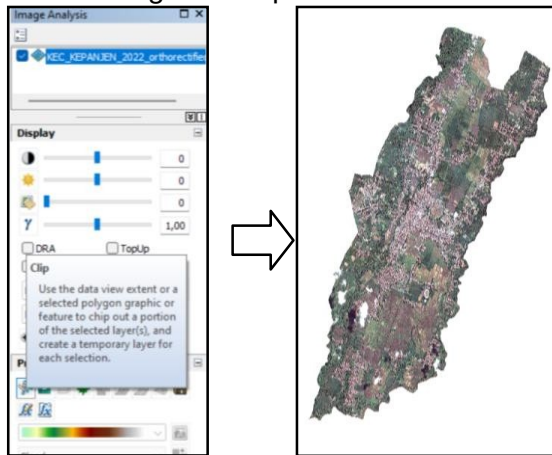 Image Analysis
KEC_KEPANJEN_2022_orthorectifie
Display
0
0
0
1,00
DRA
TopUp
Clip
Use the data view extent or a
selected polygon graphic or
feature to chip out a portion
of the selected layer(s), and
create a temporary layer for
each selection.